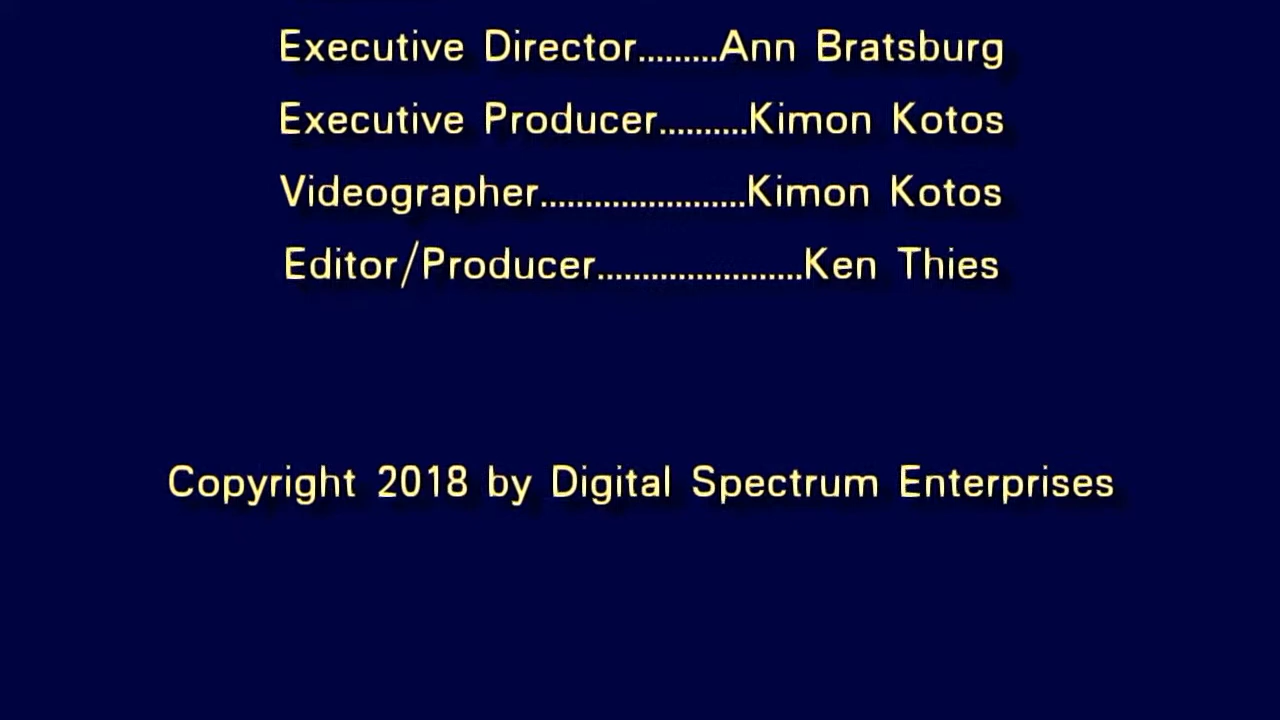 Executive Director.........Ann Bratsburg
Executive Producer..........Kimon Kotos
Videographer.......................Kimon Kotos
Editor/Producer.......................Ken Thies
Copyright 2018 by Digital Spectrum Enterprises